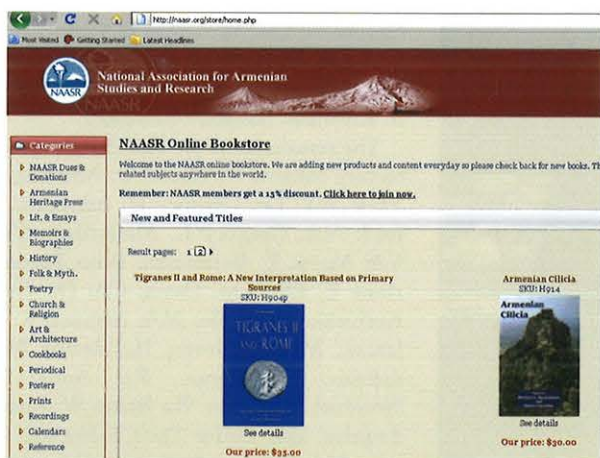 http://naasr.org/store/home.php
Most Visited Getting Started Latest Headlines
NAASR
National Association for Armenian
Studies and Research
NAASR
Categories
NAASR Dues &
Donations
Armenian
Heritage Press
Lit. & Essays
Memoirs &
Biographies
History
Folk & Myth.
Poetry
Church &
Religion
Art &
Architecture
Cookbooks
Periodical
Posters
Prints
Recordings
Calendars
Reference
NAASR Online Bookstore
Welcome to the NAASR online bookstore. We are adding new products and content everyday so please check back for new books. Th
related subjects anywhere in the world.
Remember: NAASR members get a 15% discount. Click here to join now.
New and Featured Titles
Result pages: 1 2
Tigranes II and Rome: A New Interpretation Based on Primary
Sources
SKU: H904p
TIGRANES II
AND ROME
See details
Our price: $35.00
Armenian Cilicia
SKU: H914
Armenian
Cilicia
See details
Our price: $30.00